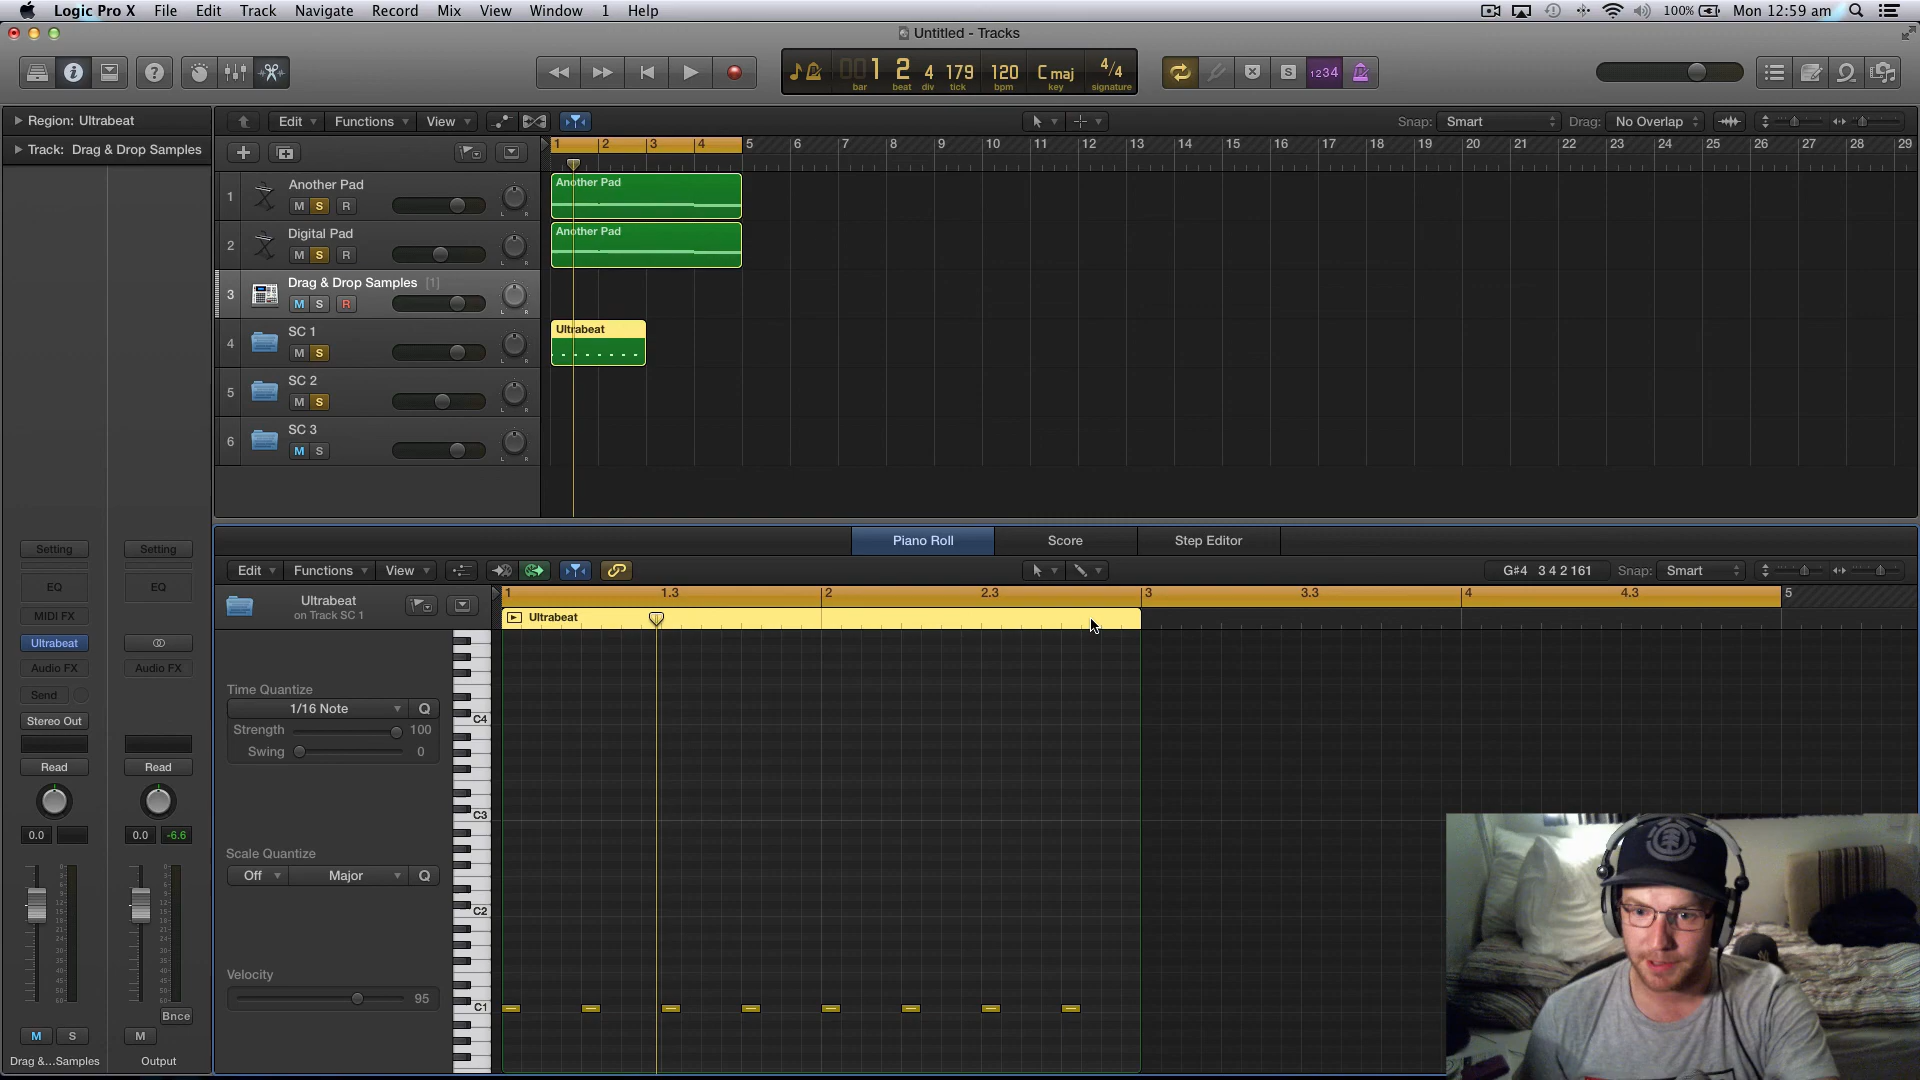 Logic Pro X File Edit Track Navigate Record Mix View Window 1 Help 100% Mon 12:59 am
Untitled - Tracks
1 2 4 179 120 C maj 4/4
bar beat div tick bpm key signature
1234
Region: Ultrabeat
Edit Functions View Snap: Smart Drag: No Overlap
Track: Drag & Drop Samples
1 2 3 4 5 6 7 8 9 10 11 12 13 14 15 16 17 18 19 20 21 22 23 24 25 26 27 28 29
1 Another Pad
M S R
Another Pad
2 Digital Pad
M S R
Another Pad
3 Drag & Drop Samples [1]
M S R
4 SC 1
M S
Ultrabeat
5 SC 2
M S
6 SC 3
M S
Piano Roll Score Step Editor
Edit Functions View G#4 3 4 2 161 Snap: Smart
Ultrabeat
on Track SC 1
1 1.3 2 2.3 3 3.3 4 4.3 5
Ultrabeat
Time Quantize
1/16 Note Q
Strength 100
Swing 0
Scale Quantize
Off Major Q
Velocity
95
C4
C3
C2
C1
Setting Setting
EQ EQ
MIDI FX
Ultrabeat
Audio FX Audio FX
Send
Stereo Out
Read Read
0.0 0.0 -6.6
Bnce
M S M
Drag &...Samples Output